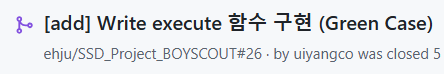 [add] Write execute 함수 구현 (Green Case)
ehju/SSD_Project_BOYSCOUT#26 · by uiyangco was closed 5